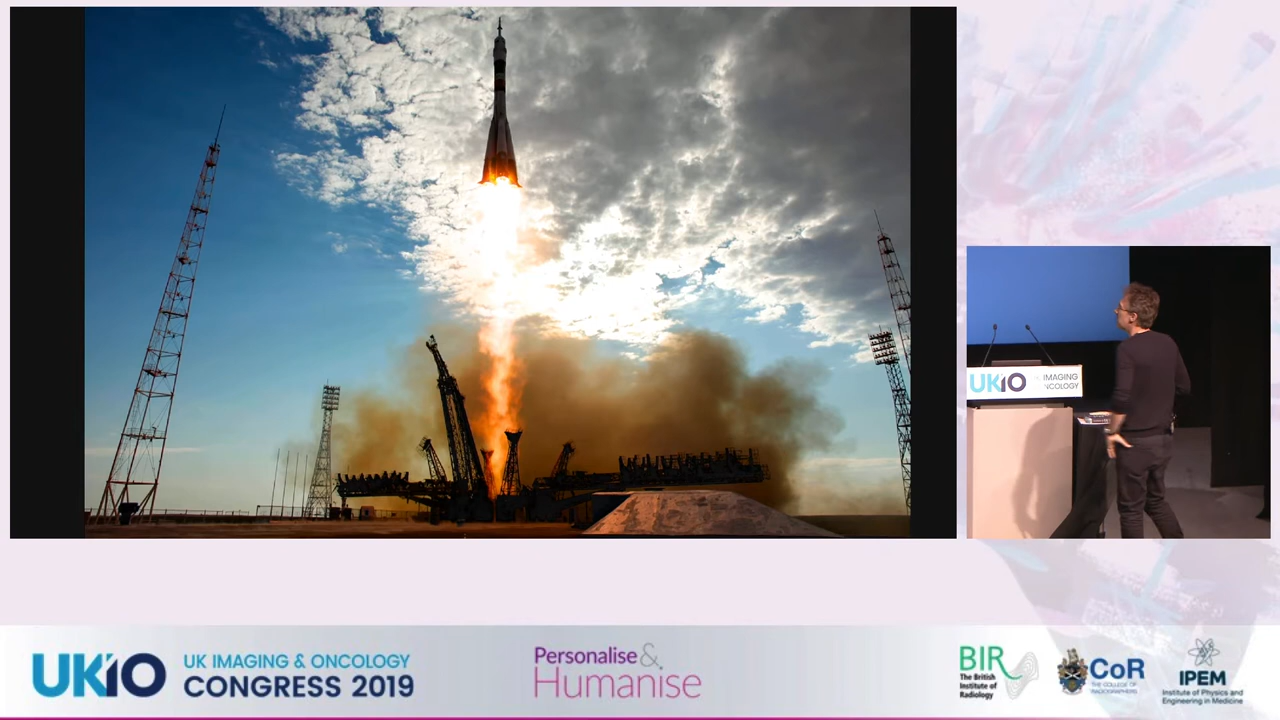 UKIO
IMAGING
NCOLOGY
UKIO
UK IMAGING & ONCOLOGY
CONGRESS 2019
Personalise &
Humanise
BIR
The British
Institute of
Radiology
CoR
THE COLLEGE OF
RADIOGRAPHERS
IPEM
Institute of Physics and
Engineering in Medicine